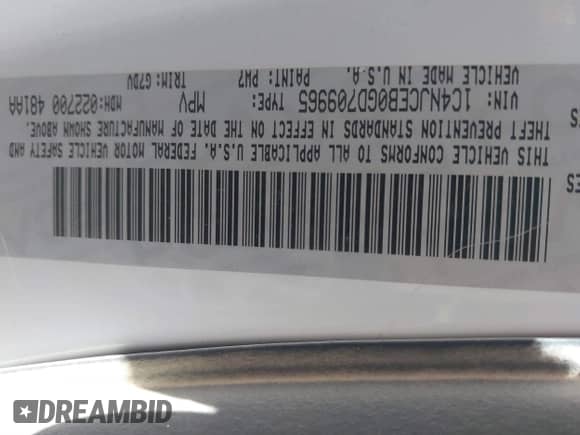 THIS VEHICLE CONFORMS TO ALL APPLICABLE U.S.A. FEDERAL MOTOR VEHICLE SAFETY AND
THEFT PREVENTION STANDARDS IN EFFECT ON THE DATE OF MANUFACTURE SHOWN ABOVE.
VIN: 1C4NJCEB0GD709965 TYPE: MPV MDH:022700 481AA
VEHICLE MADE IN U.S.A. PAINT: PW7 TRIM: G7DV
DREAMBID